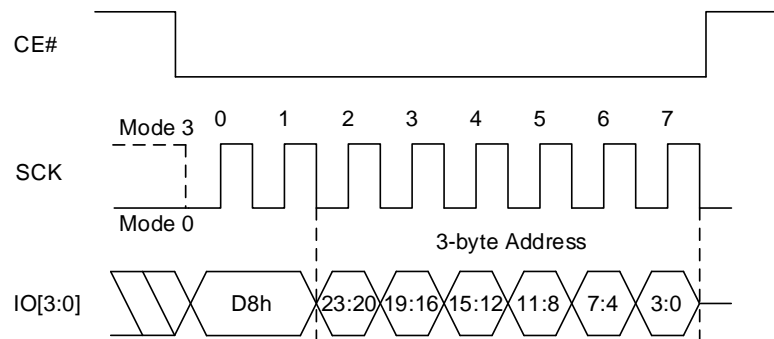 CE#
Mode 3 0 1 2 3 4 5 6 7
SCK
Mode 0
3-byte Address
IO[3:0] D8h 23:20 19:16 15:12 11:8 7:4 3:0